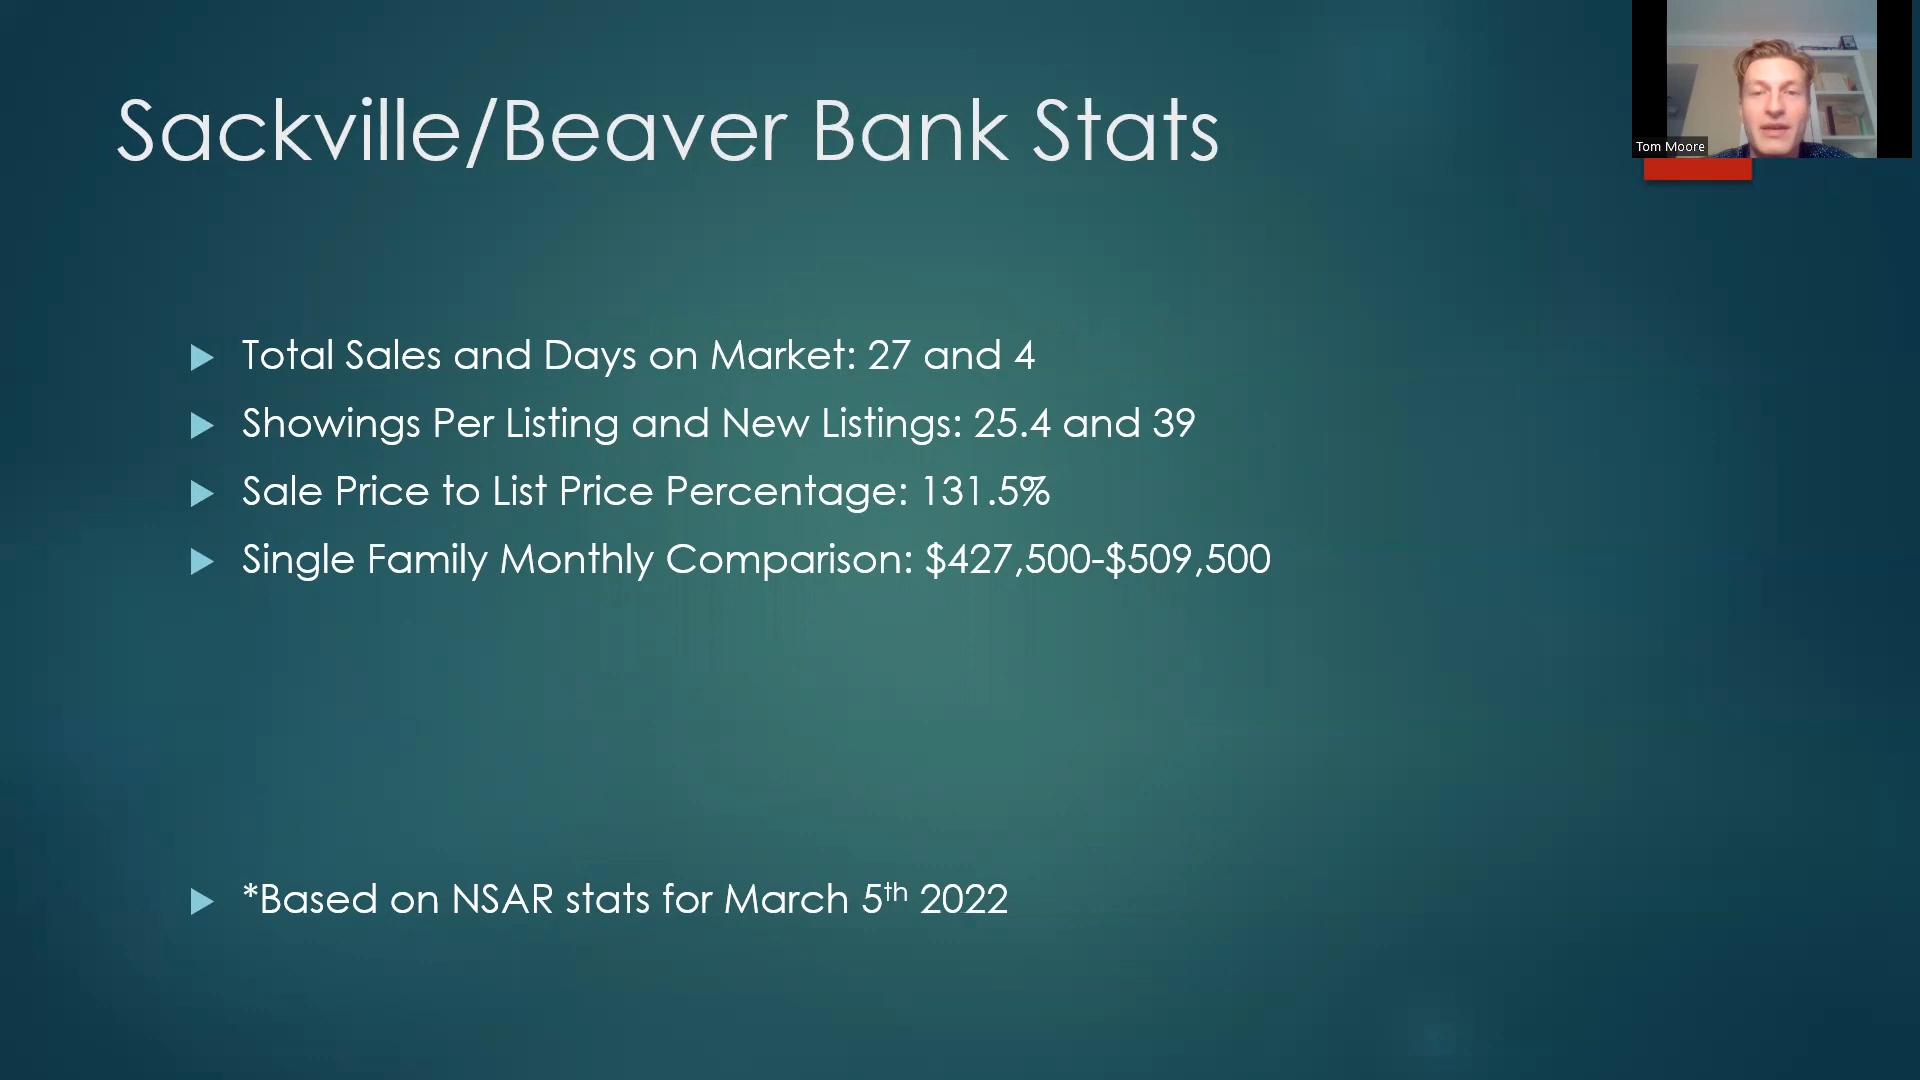 Sackville/Beaver Bank Stats
Tom Moore
Total Sales and Days on Market: 27 and 4
Showings Per Listing and New Listings: 25.4 and 39
Sale Price to List Price Percentage: 131.5%
Single Family Monthly Comparison: $427,500-$509,500
*Based on NSAR stats for March 5th 2022